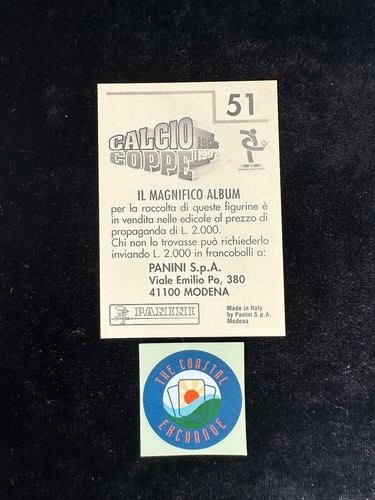 51
CALCIO 1996
COPPE 1997
IL MAGNIFICO ALBUM
per la raccolta di queste figurine è
in vendita nelle edicole al prezzo di
propaganda di L. 2.000.
Chi non lo trovasse può richiederlo
inviando L. 2.000 in francobolli a:
PANINI S.p.A.
Viale Emilio Po, 380
41100 MODENA
PANINI
Made in Italy
by Panini S.p.A.
Modena
THE COASTAL
EXCHANGE